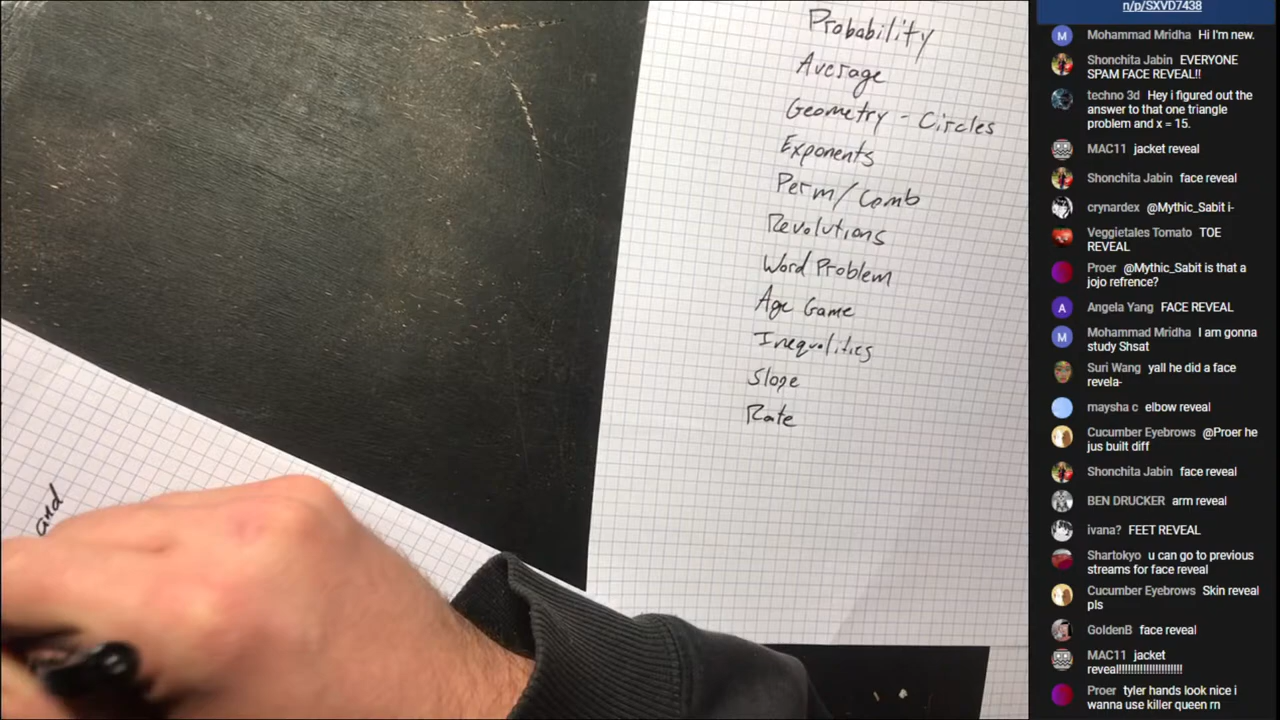 Probability
Average
Geometry - Circles
Exponents
Perm/Comb
Revolutions
Word Problem
Age Game
Inequalities
Slope
Rate
and
n/p/SXVD7438
M Mohammad Mridha Hi I'm new.
Shonchita Jabin EVERYONE
SPAM FACE REVEAL!!
techno 3d Hey i figured out the
answer to that one triangle
problem and x = 15.
MAC11 jacket reveal
Shonchita Jabin face reveal
crynardex @Mythic_Sabit i-
Veggietales Tomato TOE
REVEAL
Proer @Mythic_Sabit is that a
jojo refrence?
A Angela Yang FACE REVEAL
M Mohammad Mridha I am gonna
study Shsat
Suri Wang yall he did a face
revela-
maysha c elbow reveal
Cucumber Eyebrows @Proer he
jus built diff
Shonchita Jabin face reveal
BEN DRUCKER arm reveal
ivana? FEET REVEAL
Shartokyo u can go to previous
streams for face reveal
Cucumber Eyebrows Skin reveal
pls
GoldenB face reveal
MAC11 jacket
reveal!!!!!!!!!!!!!!!!!!!!!
Proer tyler hands look nice i
wanna use killer queen rn